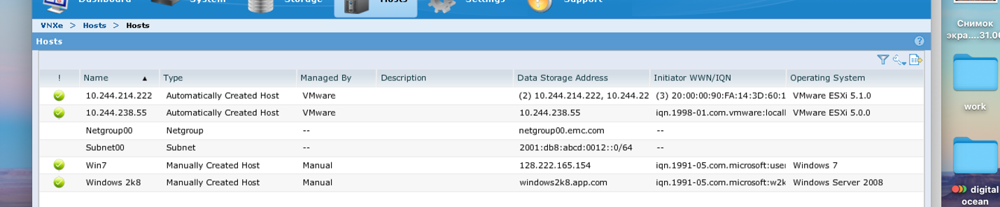 Dashboard System Storage Hosts Settings Support
VNXe > Hosts > Hosts
Hosts
! Name Type Managed By Description Data Storage Address Initiator WWN/IQN Operating System
10.244.214.222 Automatically Created Host VMware (2) 10.244.214.222, 10.244.22 (3) 20:00:00:90:FA:14:3D:60:1 VMware ESXi 5.1.0
10.244.238.55 Automatically Created Host VMware 10.244.238.55 iqn.1998-01.com.vmware:locall VMware ESXi 5.0.0
Netgroup00 Netgroup -- netgroup00.emc.com --
Subnet00 Subnet -- 2001:db8:abcd:0012::0/64 --
Win7 Manually Created Host Manual 128.222.165.154 iqn.1991-05.com.microsoft:use Windows 7
Windows 2k8 Manually Created Host Manual windows2k8.app.com iqn.1991-05.com.microsoft:w2k Windows Server 2008
Снимок
экра....31.0
work
digital
ocean